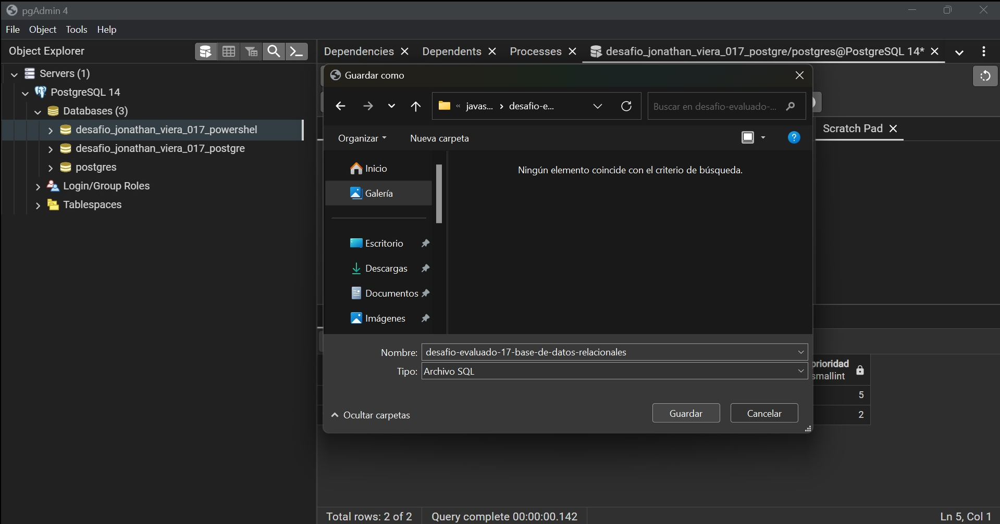 pgAdmin 4
File Object Tools Help
Object Explorer
Servers (1)
PostgreSQL 14
Databases (3)
desafio_jonathan_viera_017_powershel
desafio_jonathan_viera_017_postgre
postgres
Login/Group Roles
Tablespaces
Dependencies Dependents Processes desafio_jonathan_viera_017_postgre/postgres@PostgreSQL 14*
Guardar como
« javas... > desafio-e...
Buscar en desafio-evaluado-...
Organizar Nueva carpeta
?
Scratch Pad
Inicio
Galería
Escritorio
Descargas
Documentos
Imágenes
Ningún elemento coincide con el criterio de búsqueda.
Nombre: desafio-evaluado-17-base-de-datos-relacionales
Tipo: Archivo SQL
Ocultar carpetas
Guardar Cancelar
prioridad
smallint
5
2
Total rows: 2 of 2 Query complete 00:00:00.142 Ln 5, Col 1